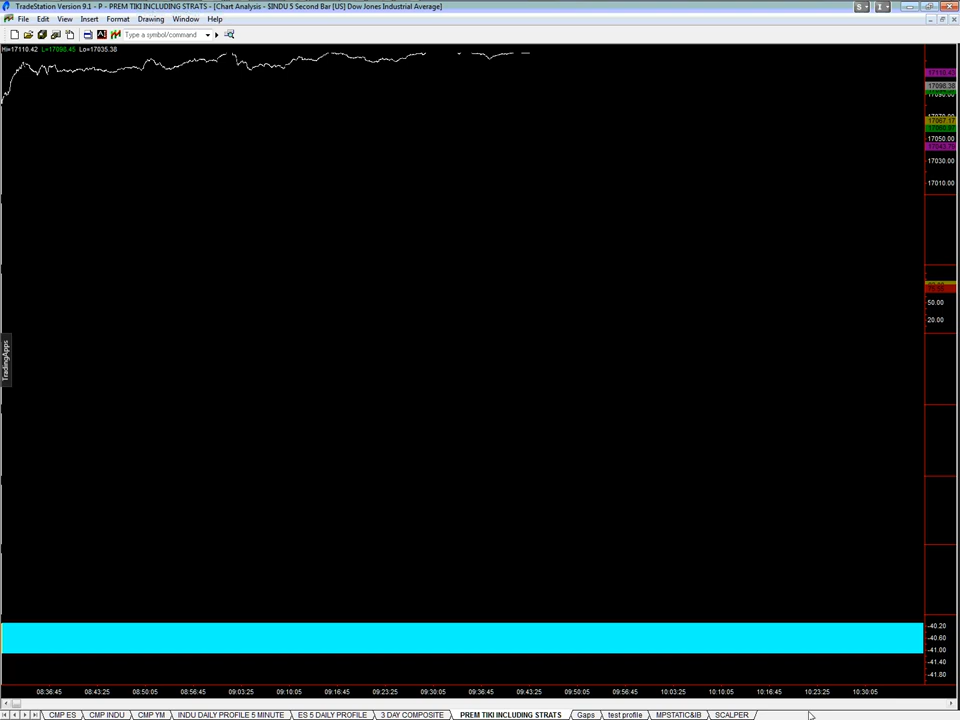 TradeStation Version 9.1 - P - PREM TIKI INCLUDING STRATS - [Chart Analysis - $INDU 5 Second Bar [US] Dow Jones Industrial Average]
File Edit View Insert Format Drawing Window Help
Type a symbol/command
Hi=17110.42 L=17098.45 Lo=17035.38
17098.38
17090.00
17067.17
17050.00
17030.00
17010.00
50.00
20.00
TradingApps
-40.20
-40.60
-41.00
-41.40
-41.80
08:36:45 08:43:25 08:50:05 08:56:45 09:03:25 09:10:05 09:16:45 09:23:25 09:30:05 09:36:45 09:43:25 09:50:05 09:56:45 10:03:25 10:10:05 10:16:45 10:23:25 10:30:05
CMP ES CMP INDU CMP YM INDU DAILY PROFILE 5 MINUTE ES 5 DAILY PROFILE 3 DAY COMPOSITE PREM TIKI INCLUDING STRATS Gaps test profile MPSTATIC&IB SCALPER